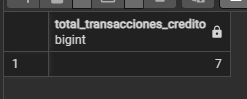 total_transacciones_credito
bigint
1 7